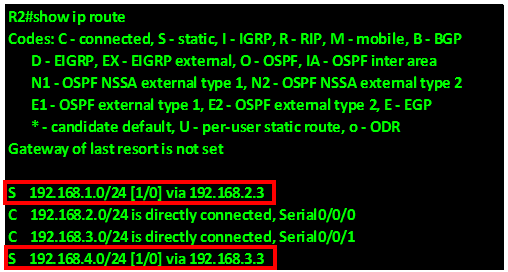 R2#show ip route
Codes: C - connected, S - static, I - IGRP, R - RIP, M - mobile, B - BGP
D - EIGRP, EX - EIGRP external, O - OSPF, IA - OSPF inter area
N1 - OSPF NSSA external type 1, N2 - OSPF NSSA external type 2
E1 - OSPF external type 1, E2 - OSPF external type 2, E - EGP
* - candidate default, U - per-user static route, o - ODR
Gateway of last resort is not set
S 192.168.1.0/24 [1/0] via 192.168.2.3
C 192.168.2.0/24 is directly connected, Serial0/0/0
C 192.168.3.0/24 is directly connected, Serial0/0/1
S 192.168.4.0/24 [1/0] via 192.168.3.3